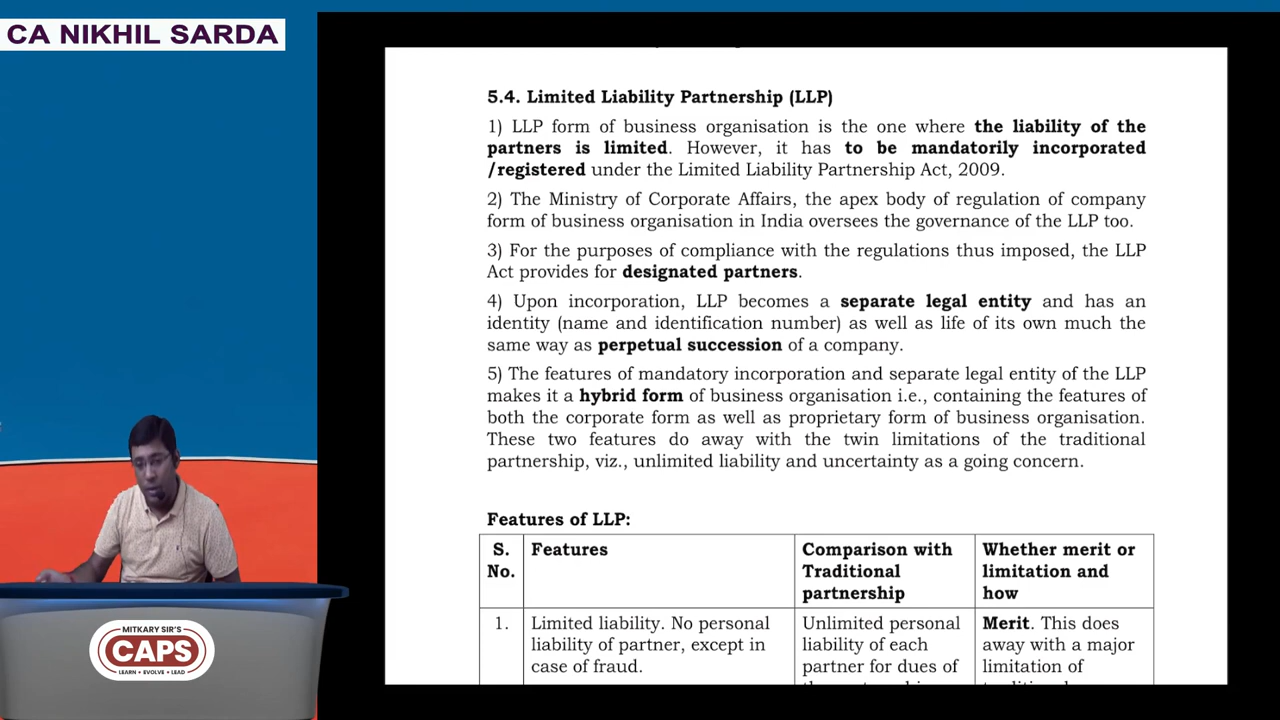 CA NIKHIL SARDA
5.4. Limited Liability Partnership (LLP)
1) LLP form of business organisation is the one where the liability of the
partners is limited. However, it has to be mandatorily incorporated
/registered under the Limited Liability Partnership Act, 2009.
2) The Ministry of Corporate Affairs, the apex body of regulation of company
form of business organisation in India oversees the governance of the LLP too.
3) For the purposes of compliance with the regulations thus imposed, the LLP
Act provides for designated partners.
4) Upon incorporation, LLP becomes a separate legal entity and has an
identity (name and identification number) as well as life of its own much the
same way as perpetual succession of a company.
5) The features of mandatory incorporation and separate legal entity of the LLP
makes it a hybrid form of business organisation i.e., containing the features of
both the corporate form as well as proprietary form of business organisation.
These two features do away with the twin limitations of the traditional
partnership, viz., unlimited liability and uncertainty as a going concern.
Features of LLP:
S. No.
Features
Comparison with
Traditional
partnership
Whether merit or
limitation and
how
1.
Limited liability. No personal
liability of partner, except in
case of fraud.
Unlimited personal
liability of each
partner for dues of
Merit. This does
away with a major
limitation of
MITKARY SIR'S
CAPS
LEARN • EVOLVE • LEAD